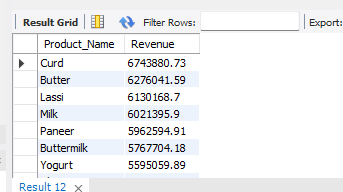 Result Grid Filter Rows: Export:
Product_Name Revenue
Curd 6743880.73
Butter 6276041.59
Lassi 6130168.7
Milk 6021395.9
Paneer 5962594.91
Buttermilk 5767704.18
Yogurt 5595059.89
Result 12